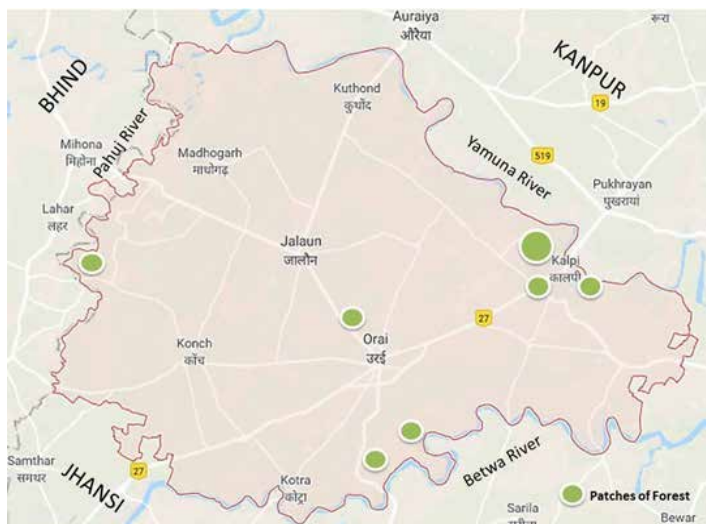 Auraiya
औरैया
रूरा
BHIND
KANPUR
Kuthond
कुठौंद
19
Mihona
मिहोना
Pahuj River
Madhogarh
माधोगढ़
Yamuna River
519
Pukhrayan
पुखरायां
Lahar
लहर
Jalaun
जालौन
Kalpi
कालपी
27
Orai
उरई
Konch
कोंच
Samthar
समथर
JHANSI
27
Kotra
कोटरा
Betwa River
Patches of Forest
Sarila
Bewar